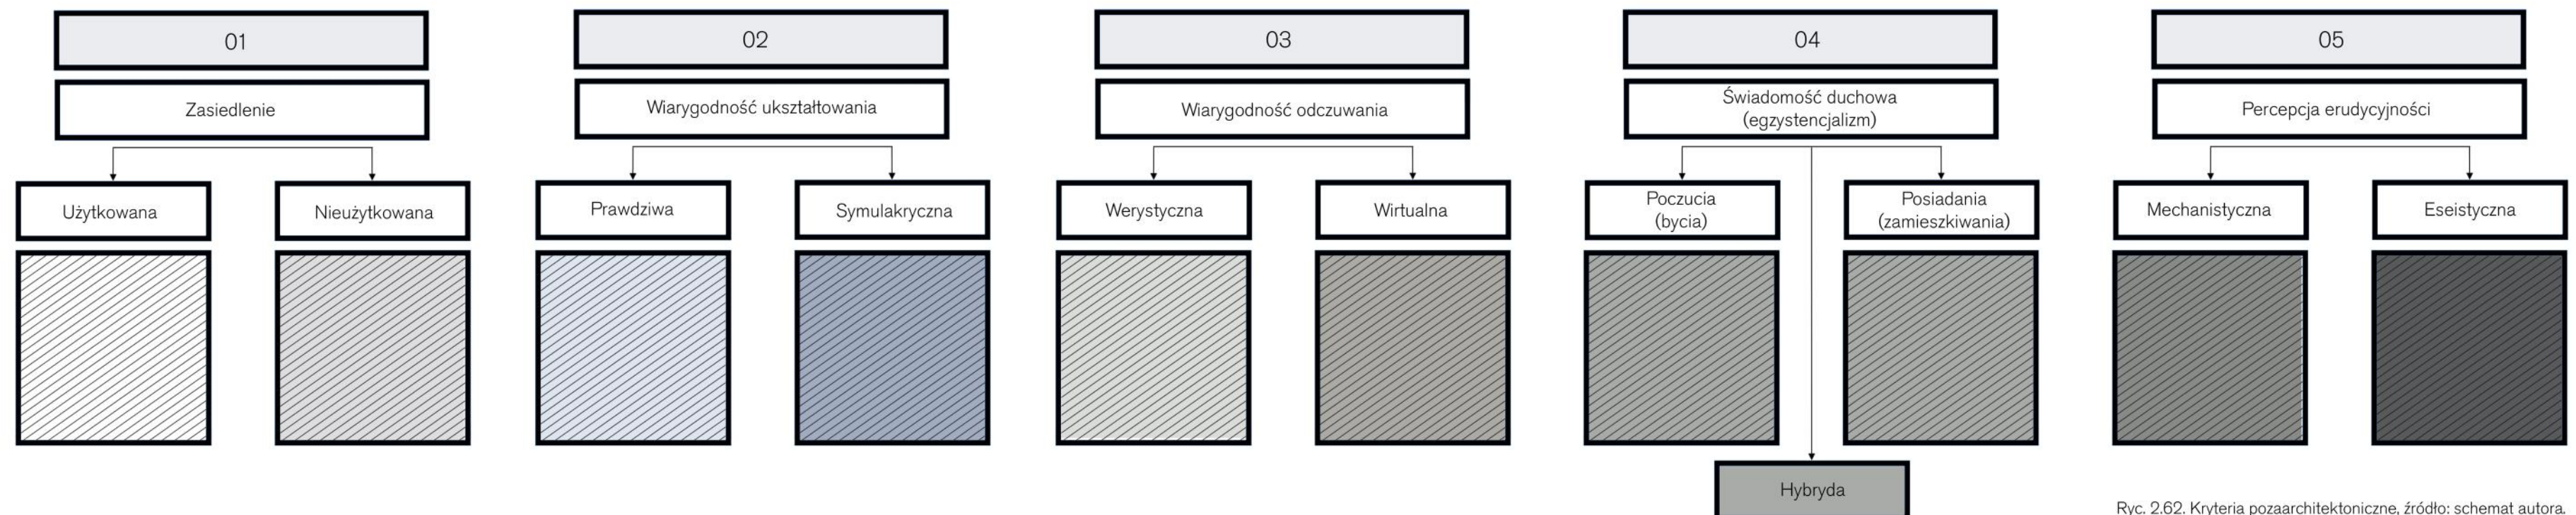 01
02
03
04
05
Zasiedlenie
Wiarygodność ukształtowania
Wiarygodność odczuwania
Świadomość duchowa
(egzystencjalizm)
Percepcja erudycyjności
Użytkowana
Nieużytkowana
Prawdziwa
Symulakryczna
Werystyczna
Wirtualna
Poczucia
(bycia)
Posiadania
(zamieszkiwania)
Mechanistyczna
Eseistyczna
Hybryda
Ryc. 2.62. Kryteria pozaarchitektoniczne, źródło: schemat autora.